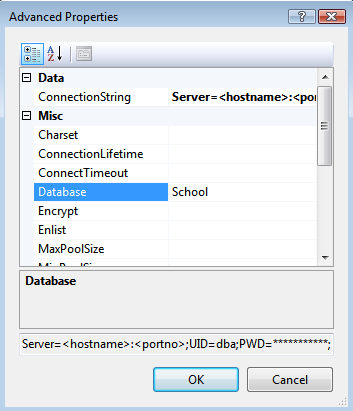 Advanced Properties
Data
ConnectionString Server=<hostname>:<por
Misc
Charset
ConnectionLifetime
ConnectTimeout
Database School
Encrypt
Enlist
MaxPoolSize
MinPoolSize
Database
Server=<hostname>:<portno>;UID=dba;PWD=***********;
OK Cancel